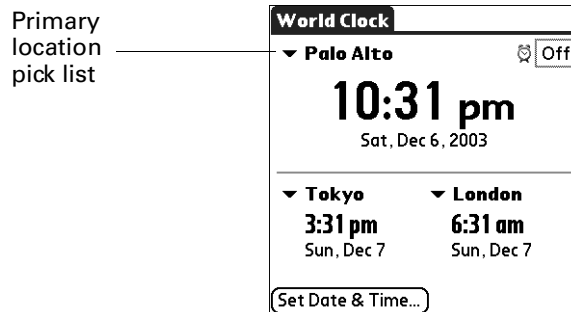 Primary
location
pick list
World Clock
Palo Alto
Off
10:31 pm
Sat, Dec 6, 2003
Tokyo
London
3:31 pm
6:31 am
Sun, Dec 7
Sun, Dec 7
Set Date & Time...